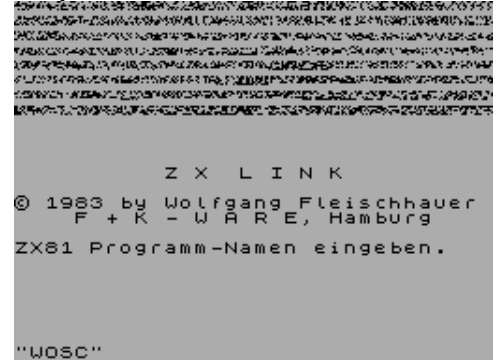 Z X L I N K
© 1983 by Wolfgang Fleischhauer
F + K - W A R E, Hamburg
ZX81 Programm-Namen eingeben.
"WOSC"